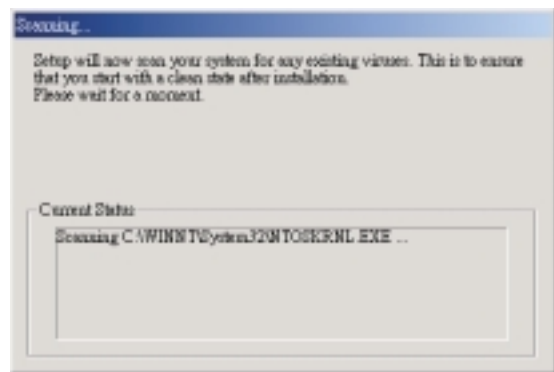 Scanning...
Setup will now scan your system for any existing viruses. This is to ensure
that you start with a clean state after installation.
Please wait for a moment.
Current Status
Scanning C:\WINNT\System32\NTOSKRNL.EXE ...